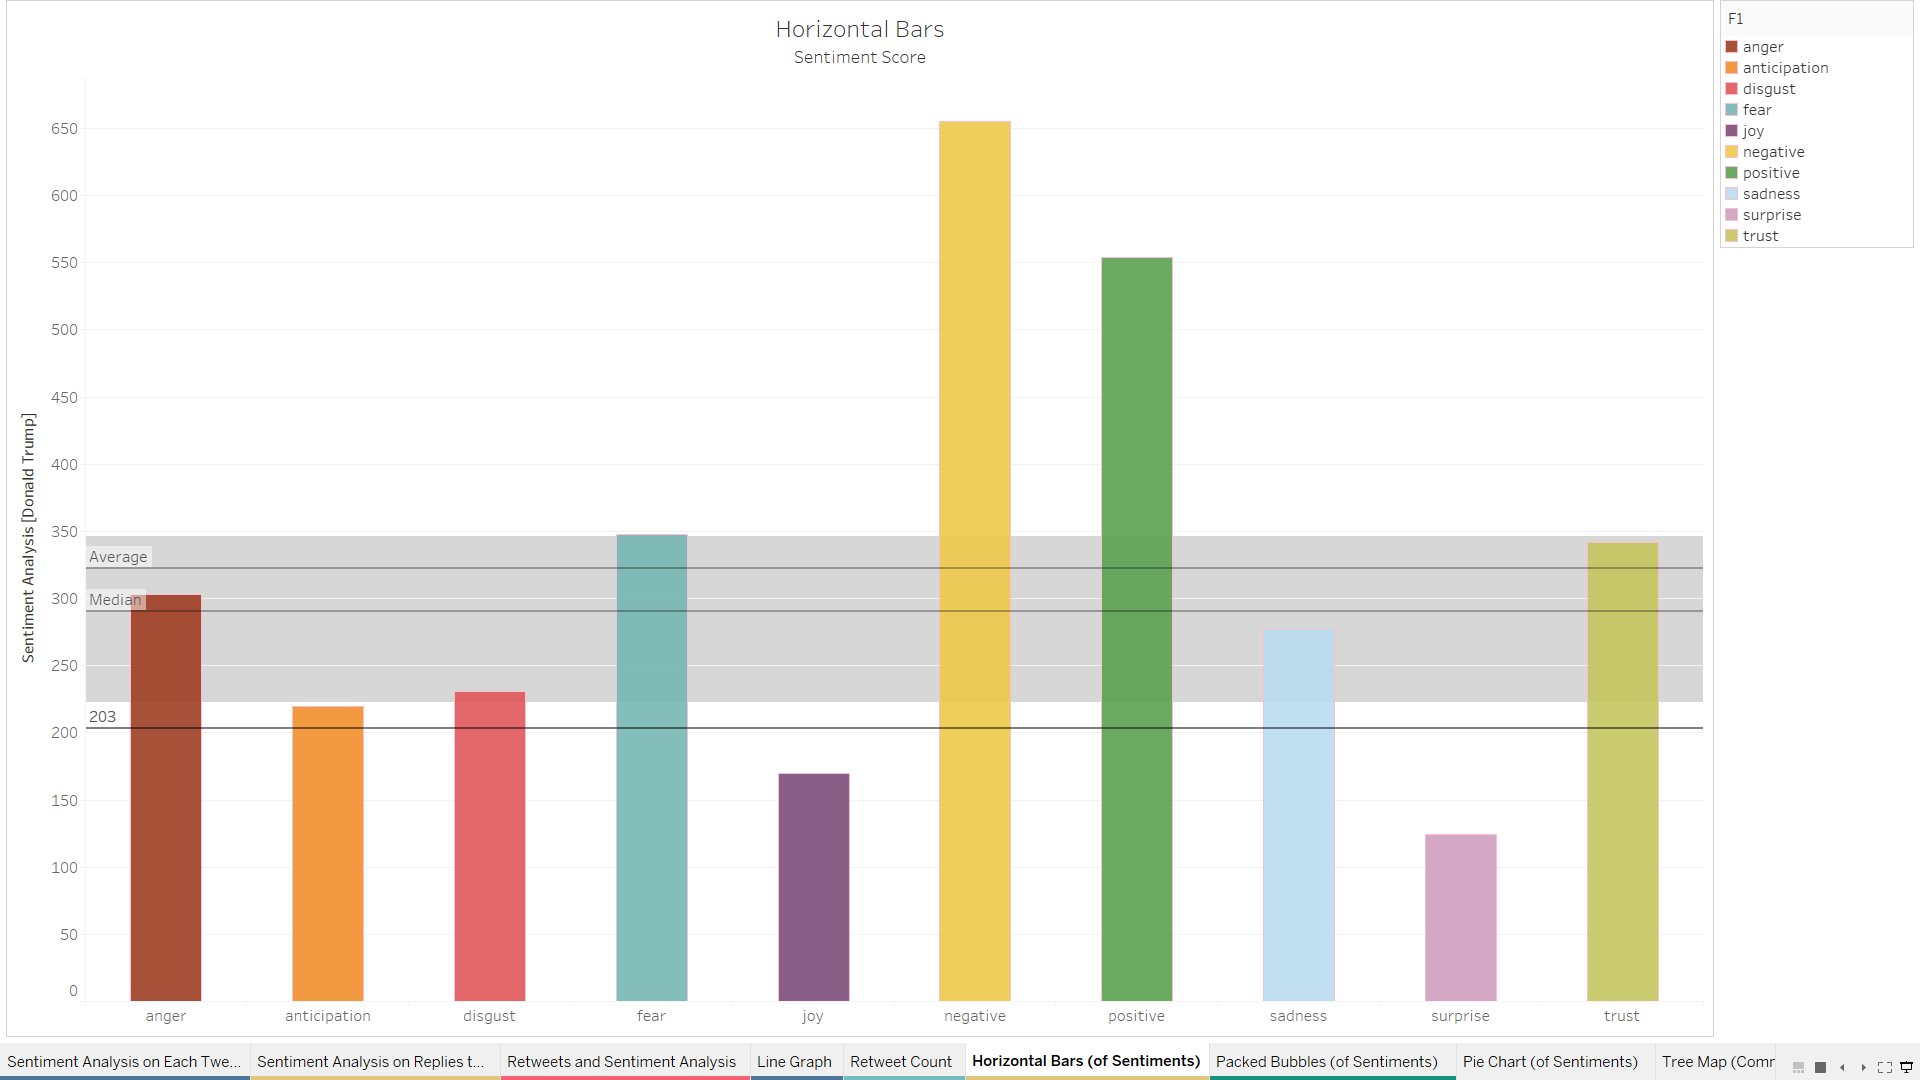 Horizontal Bars
Sentiment Score
F1
anger
anticipation
disgust
fear
joy
negative
positive
sadness
surprise
trust
Sentiment Analysis [Donald Trump]
650
600
550
500
450
400
350
300
250
200
150
100
50
0
Average
Median
203
anger anticipation disgust fear joy negative positive sadness surprise trust
Sentiment Analysis on Each Twe... Sentiment Analysis on Replies t... Retweets and Sentiment Analysis Line Graph Retweet Count Horizontal Bars (of Sentiments) Packed Bubbles (of Sentiments) Pie Chart (of Sentiments) Tree Map (Comr